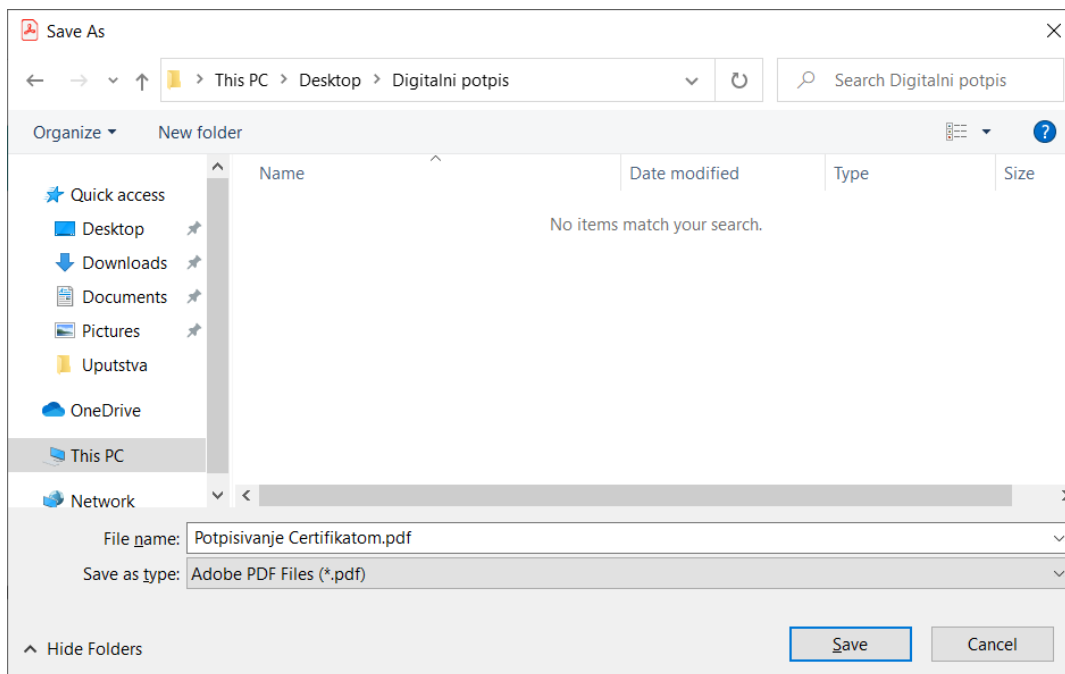 Save As
This PC > Desktop > Digitalni potpis
Search Digitalni potpis
Organize
New folder
?
Name
Date modified
Type
Size
No items match your search.
Quick access
Desktop
Downloads
Documents
Pictures
Uputstva
OneDrive
This PC
Network
File name: Potpisivanje Certifikatom.pdf
Save as type: Adobe PDF Files (*.pdf)
Hide Folders
Save
Cancel